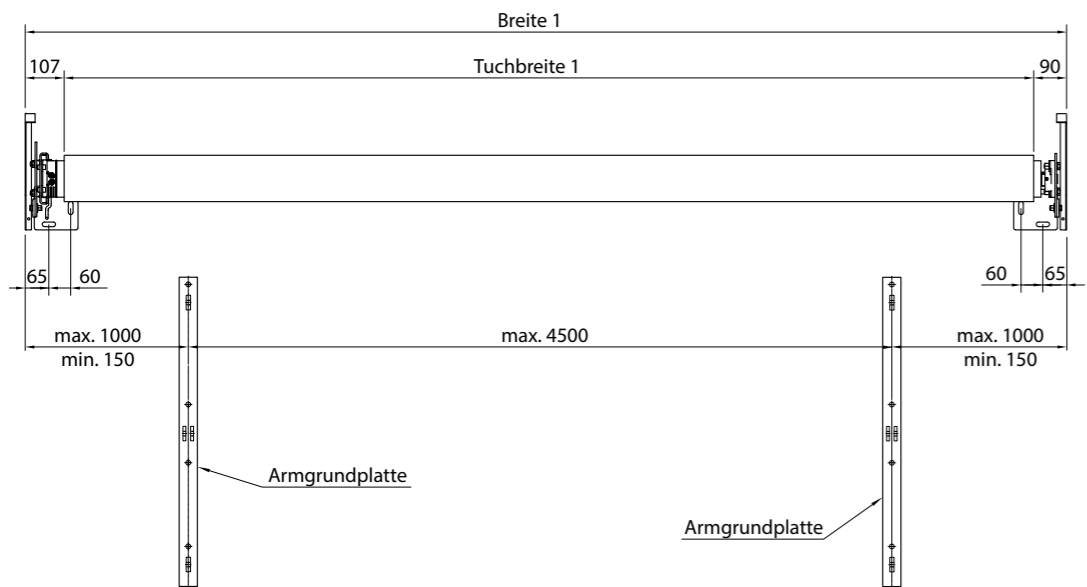 Breite 1
107
Tuchbreite 1
90
65
60
60
65
max. 1000
max. 4500
max. 1000
min. 150
min. 150
Armgrundplatte
Armgrundplatte